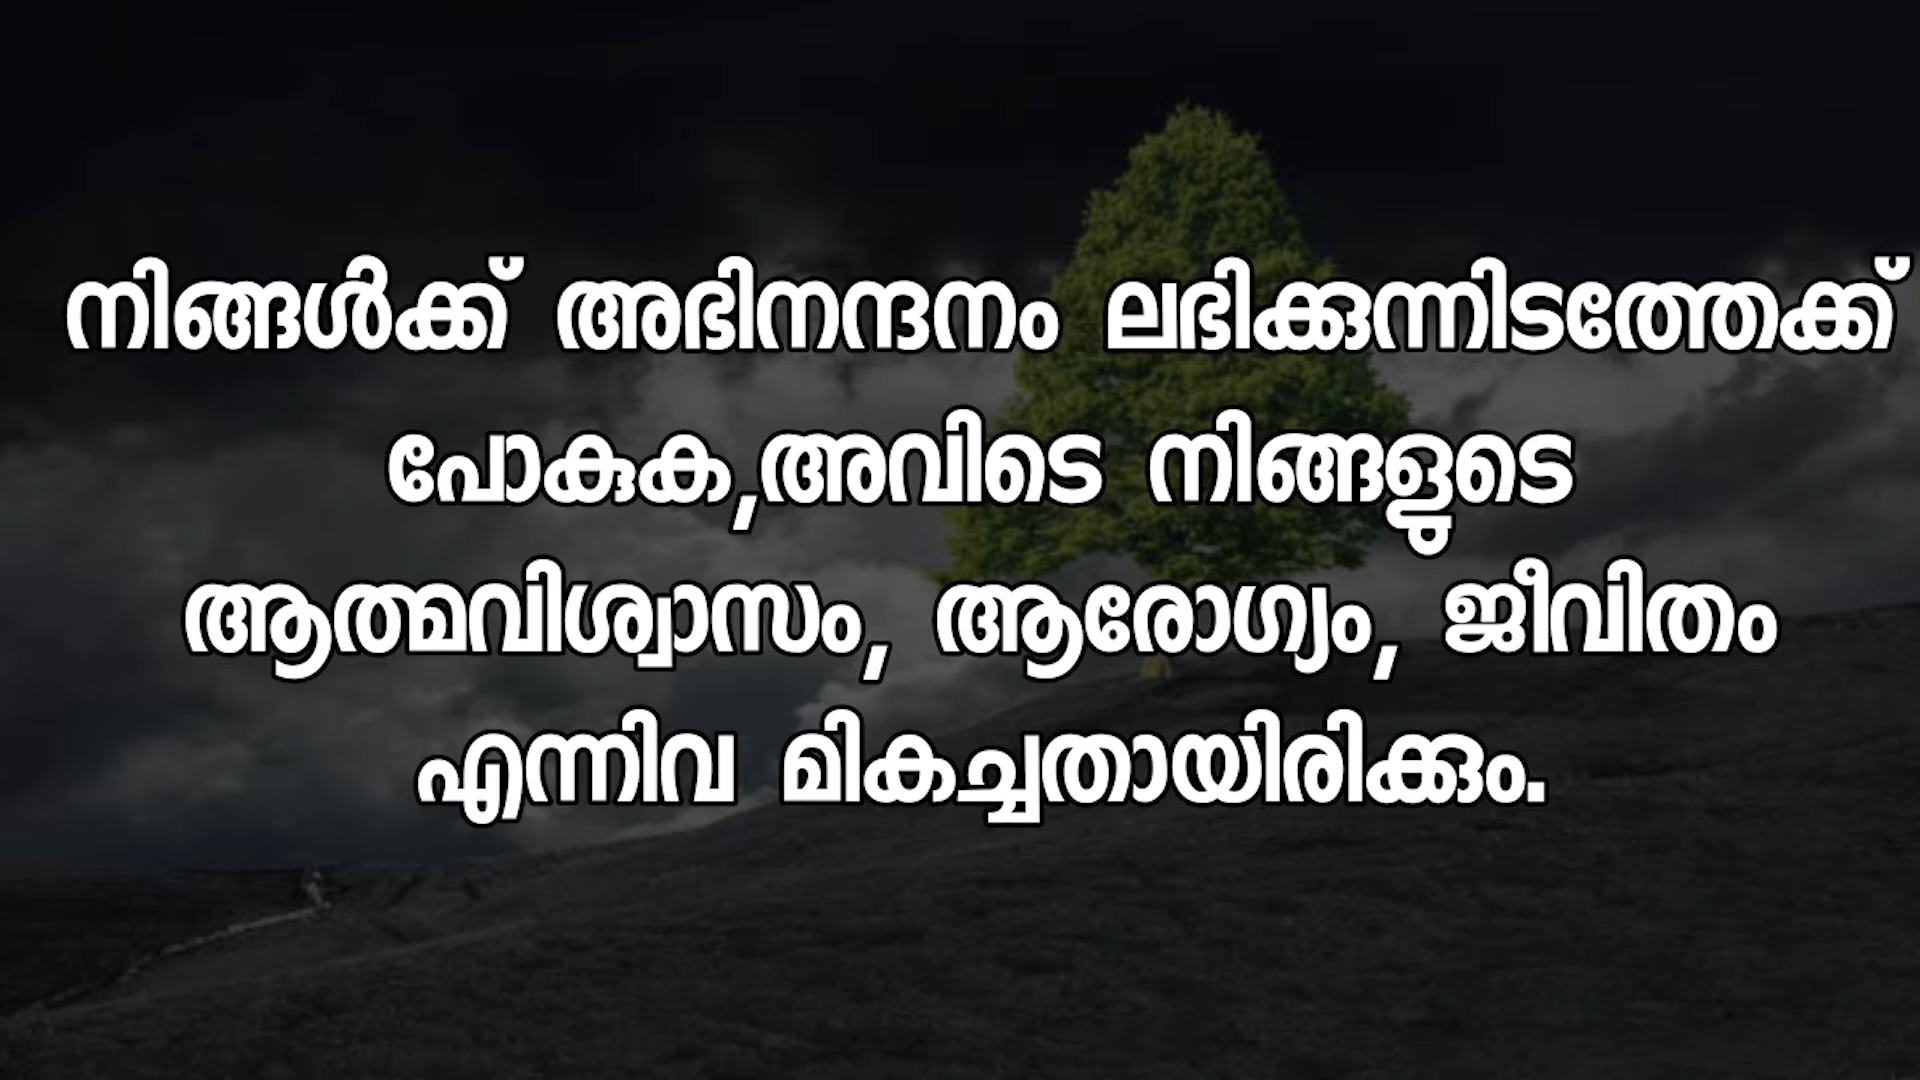 നിങ്ങൾക്ക് അഭിനന്ദനം ലഭിക്കുന്നിടത്തേക്ക്
പോകുക,അവിടെ നിങ്ങളുടെ
ആത്മവിശ്വാസം, ആരോഗ്യം, ജീവിതം
എന്നിവ മികച്ചതായിരിക്കും.